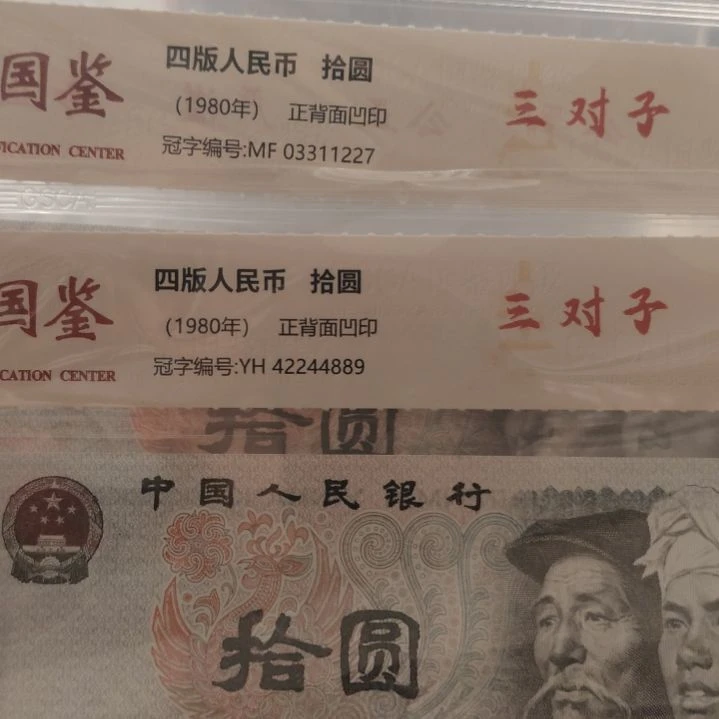 国鉴
FICATION CENTER
四版人民币 拾圆
（1980年） 正背面凹印
冠字编号:MF 03311227
三对子
国鉴
CATION CENTER
四版人民币 拾圆
（1980年） 正背面凹印
冠字编号:YH 42244889
三对子
拾圆
中国人民银行
拾圆